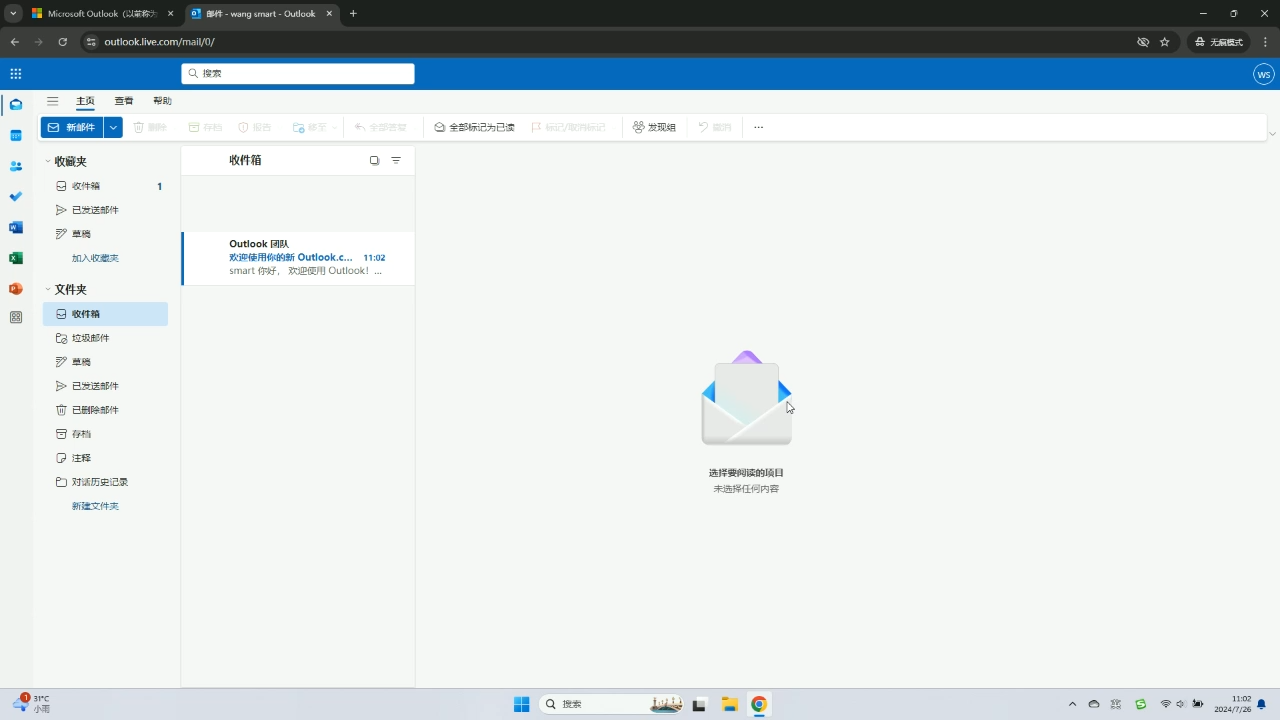 Microsoft Outlook (以前称为
邮件 - wang smart - Outlook
outlook.live.com/mail/0/
无痕模式
搜索
WS
主页
查看
帮助
新邮件
删除
存档
报告
移至
全部答复
全部标记为已读
标记/取消标记
发现组
撤消
收藏夹
收件箱 1
已发送邮件
草稿
加入收藏夹
文件夹
收件箱
垃圾邮件
草稿
已发送邮件
已删除邮件
存档
注释
对话历史记录
新建文件夹
收件箱
Outlook 团队
欢迎使用你的新 Outlook.c... 11:02
smart 你好， 欢迎使用 Outlook！...
选择要阅读的项目
未选择任何内容
1
31°C
小雨
搜索
11:02
2024/7/26